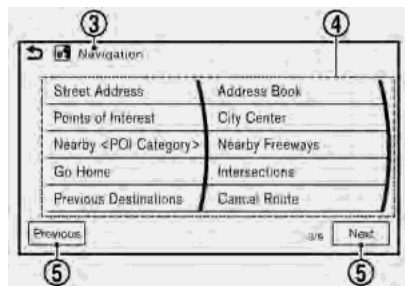 ③ ④
Navigation
Street Address Address Book
Points of Interest City Center
Nearby <POI Category> Nearby Freeways
Go Home Intersections
Previous Destinations Cancel Route
Previous Next
⑤ ⑤